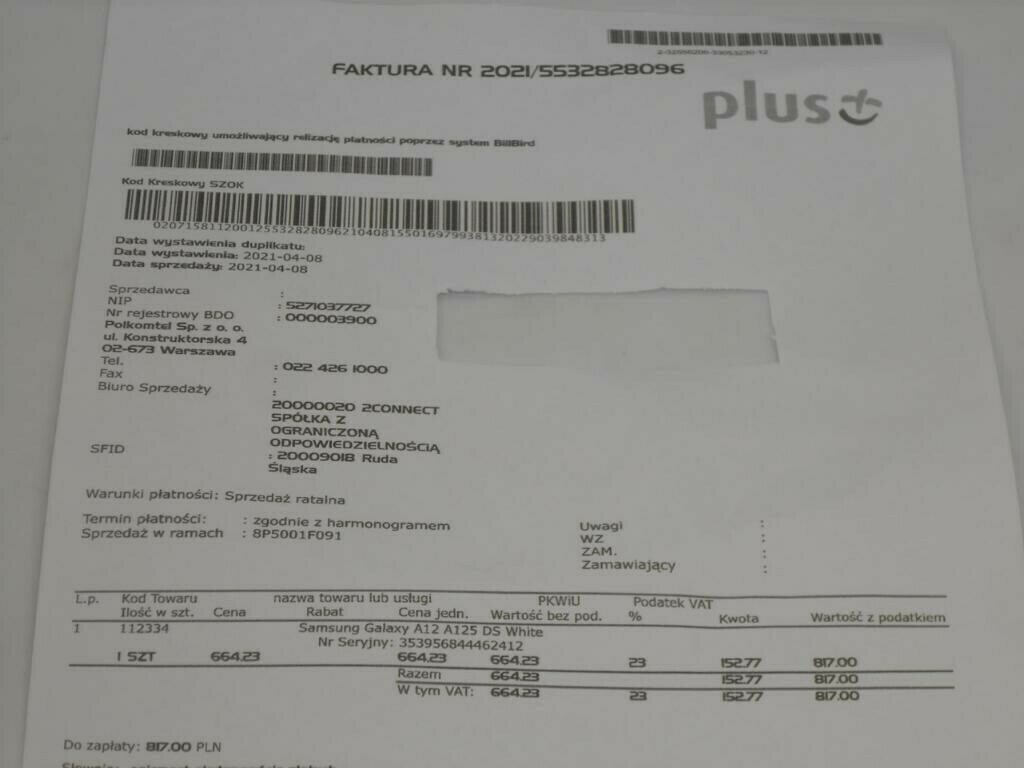 2-32556206-33053230-12
FAKTURA NR 2021/5532828096
plus
kod kreskowy umożliwiający relizację płatności poprzez system BillBird
Kod Kreskowy SZOK
Data wystawienia duplikatu:
Data wystawienia: 2021-04-08
Data sprzedaży: 2021-04-08
Sprzedawca :
NIP : 5271037727
Nr rejestrowy BDO : 000003900
Polkomtel Sp. z o. o.
ul. Konstruktorska 4
02-673 Warszawa
Tel. : 022 426 1000
Fax :
Biuro Sprzedaży :
20000020 2CONNECT
SPÓŁKA Z
OGRANICZONĄ
ODPOWIEDZIELNOŚCIĄ
SFID : 20009018 Ruda
Śląska
Warunki płatności: Sprzedaż ratalna
Termin płatności: : zgodnie z harmonogramem
Sprzedaż w ramach : 8P5001F091
Uwagi :
WZ :
ZAM. :
Zamawiający :
L.p. Kod Towaru nazwa towaru lub usługi PKWiU Podatek VAT
Ilość w szt. Cena Rabat Cena jedn. Wartość bez pod. % Kwota Wartość z podatkiem
1 112334 Samsung Galaxy A12 A125 DS White
Nr Seryjny: 353956844462412
1 SZT 664.23 664.23 664.23 23 152.77 817.00
Razem 664.23 152.77 817.00
W tym VAT: 664.23 23 152.77 817.00
Do zapłaty: 817.00 PLN